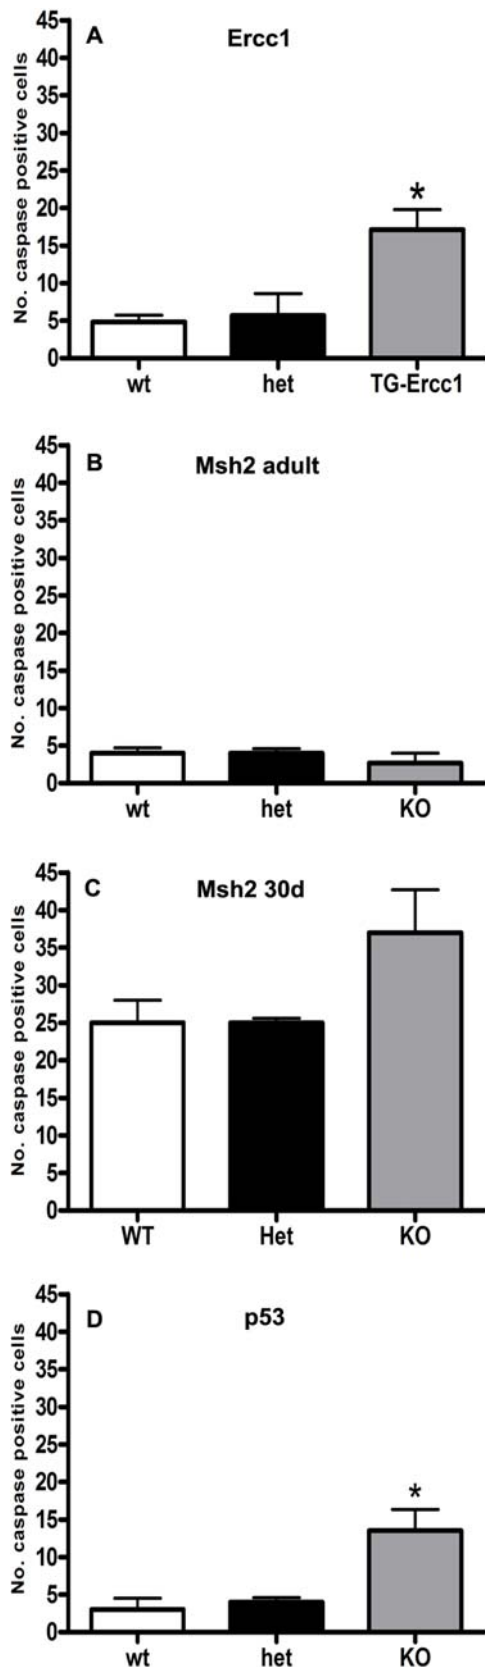 A
Ercc1
No. caspase positive cells
45
40
35
30
25
20
15
10
5
0
*
wt het TG-Ercc1
B
Msh2 adult
No. caspase positive cells
45
40
35
30
25
20
15
10
5
0
wt het KO
C
Msh2 30d
No. caspase positive cells
45
40
35
30
25
20
15
10
5
0
WT Het KO
D
p53
No. caspase positive cells
45
40
35
30
25
20
15
10
5
0
*
wt het KO